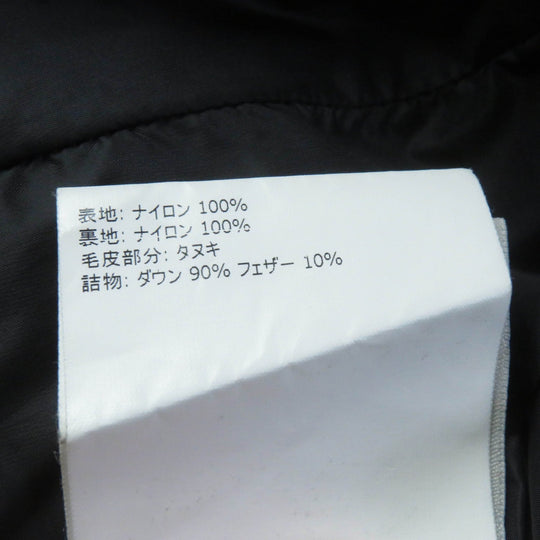 表地: ナイロン 100%
裏地: ナイロン 100%
毛皮部分: タヌキ
詰物: ダウン 90% フェザー 10%